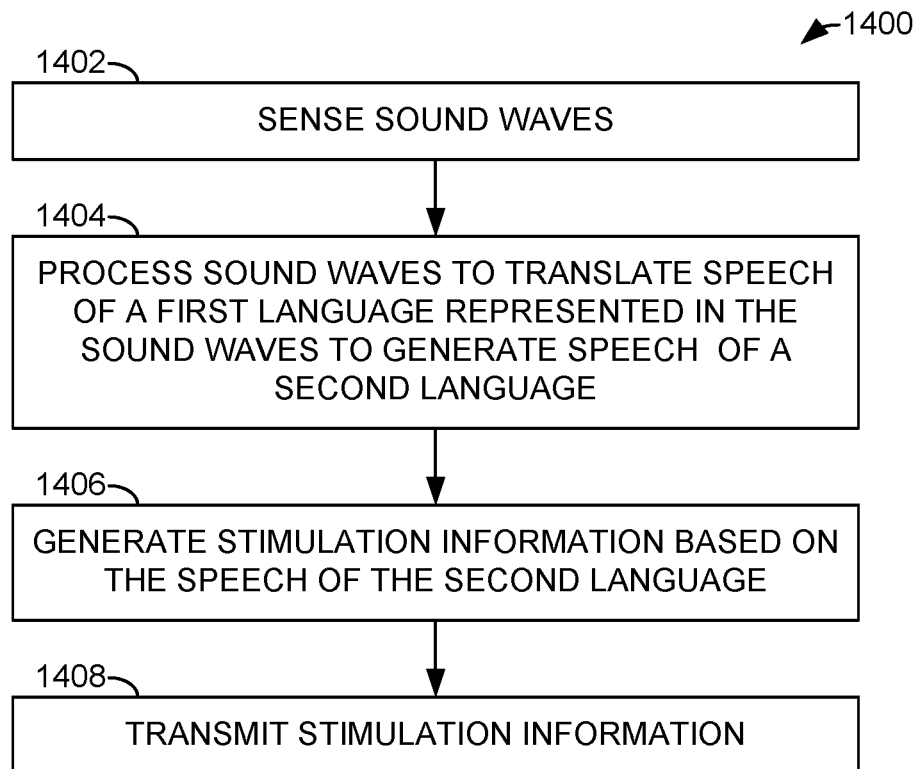 1400
1402
SENSE SOUND WAVES
1404
PROCESS SOUND WAVES TO TRANSLATE SPEECH
OF A FIRST LANGUAGE REPRESENTED IN THE
SOUND WAVES TO GENERATE SPEECH OF A
SECOND LANGUAGE
1406
GENERATE STIMULATION INFORMATION BASED ON
THE SPEECH OF THE SECOND LANGUAGE
1408
TRANSMIT STIMULATION INFORMATION